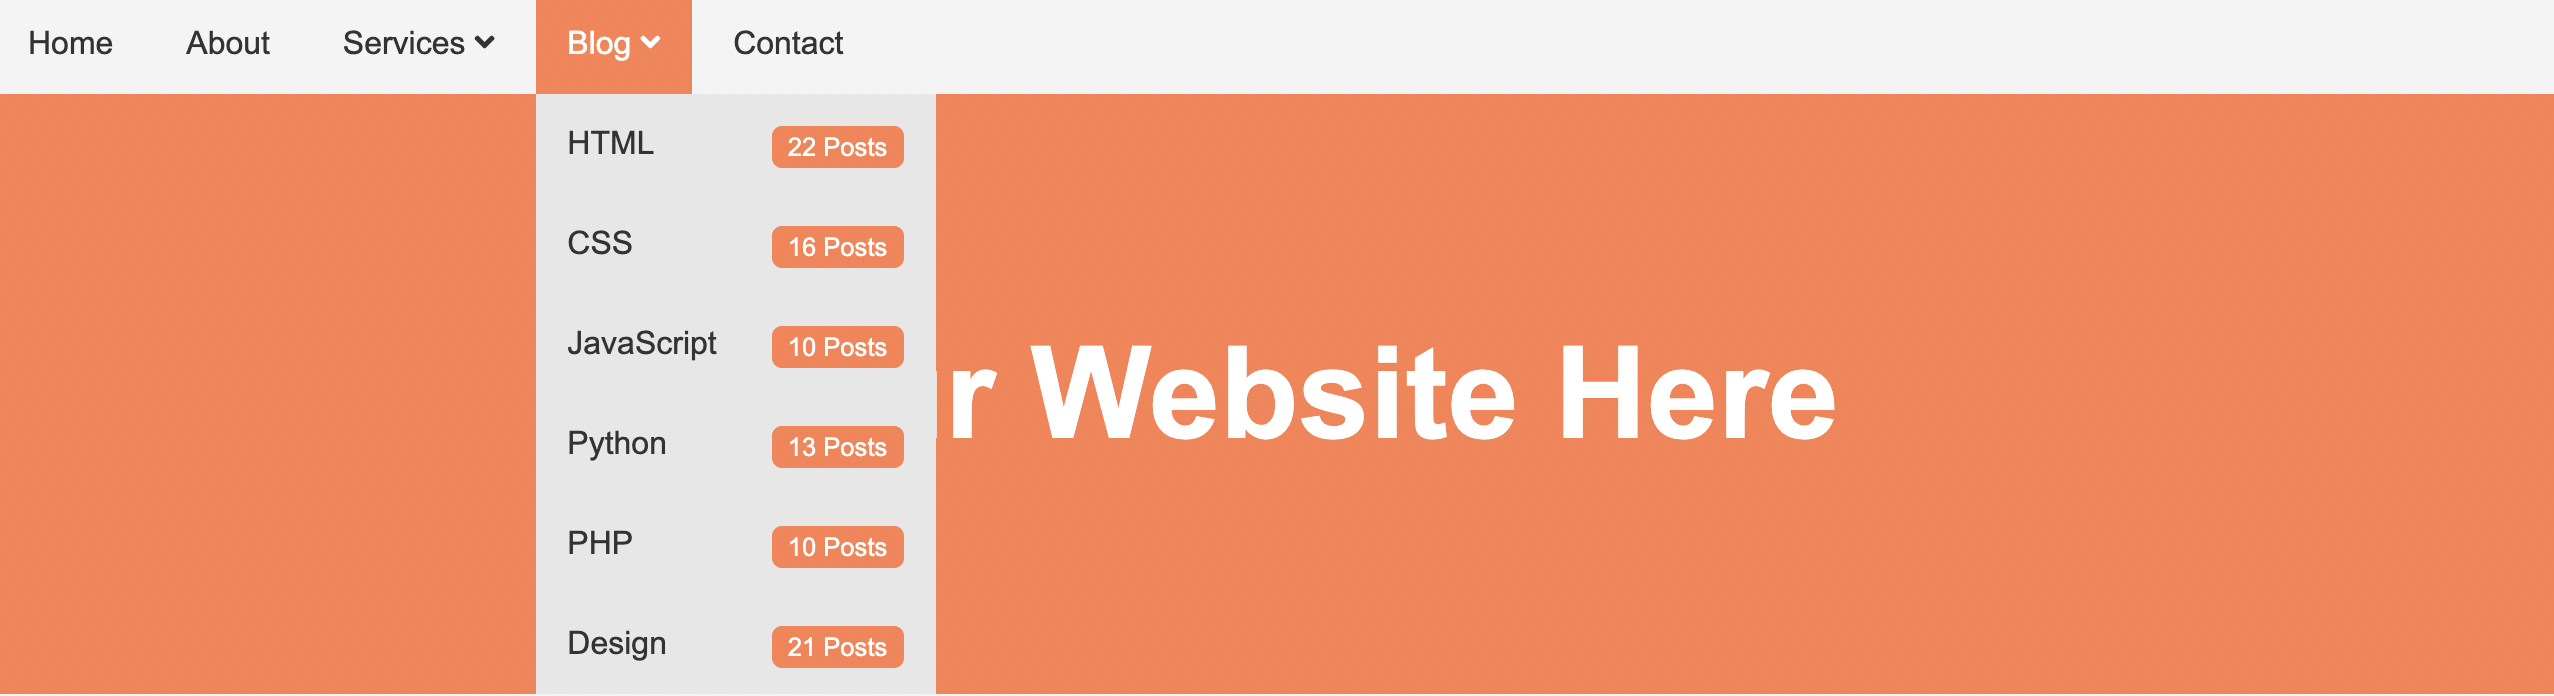 Home About Services Blog Contact
HTML 22 Posts
CSS 16 Posts
JavaScript 10 Posts
Website Here
Python 13 Posts
PHP 10 Posts
Design 21 Posts